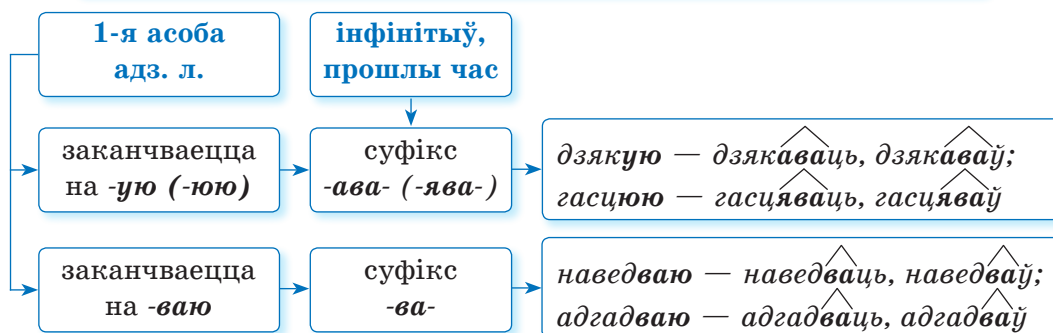 1-я асоба
адз. л.
інфінітыў,
прошлы час
заканчваецца
на -ую (-юю)
суфікс
-ава- (-ява-)
дзякую — дзякаваць, дзякаваў;
гасцюю — гасцяваць, гасцяваў
заканчваецца
на -ваю
суфікс
-ва-
наведваю — наведваць, наведваў;
адгадваю — адгадваць, адгадваў